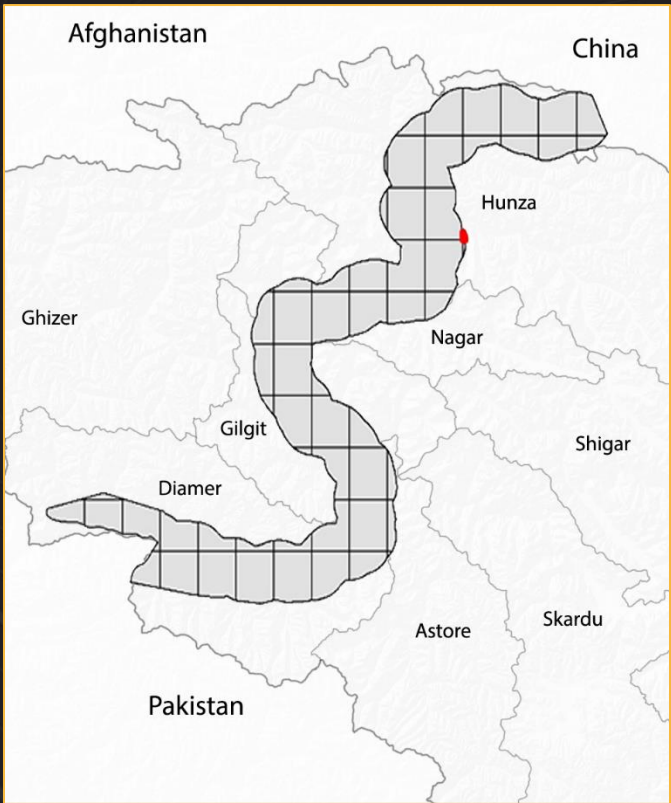 Afghanistan
China
Hunza
Ghizer
Nagar
Gilgit
Shigar
Diamer
Skardu
Astore
Pakistan